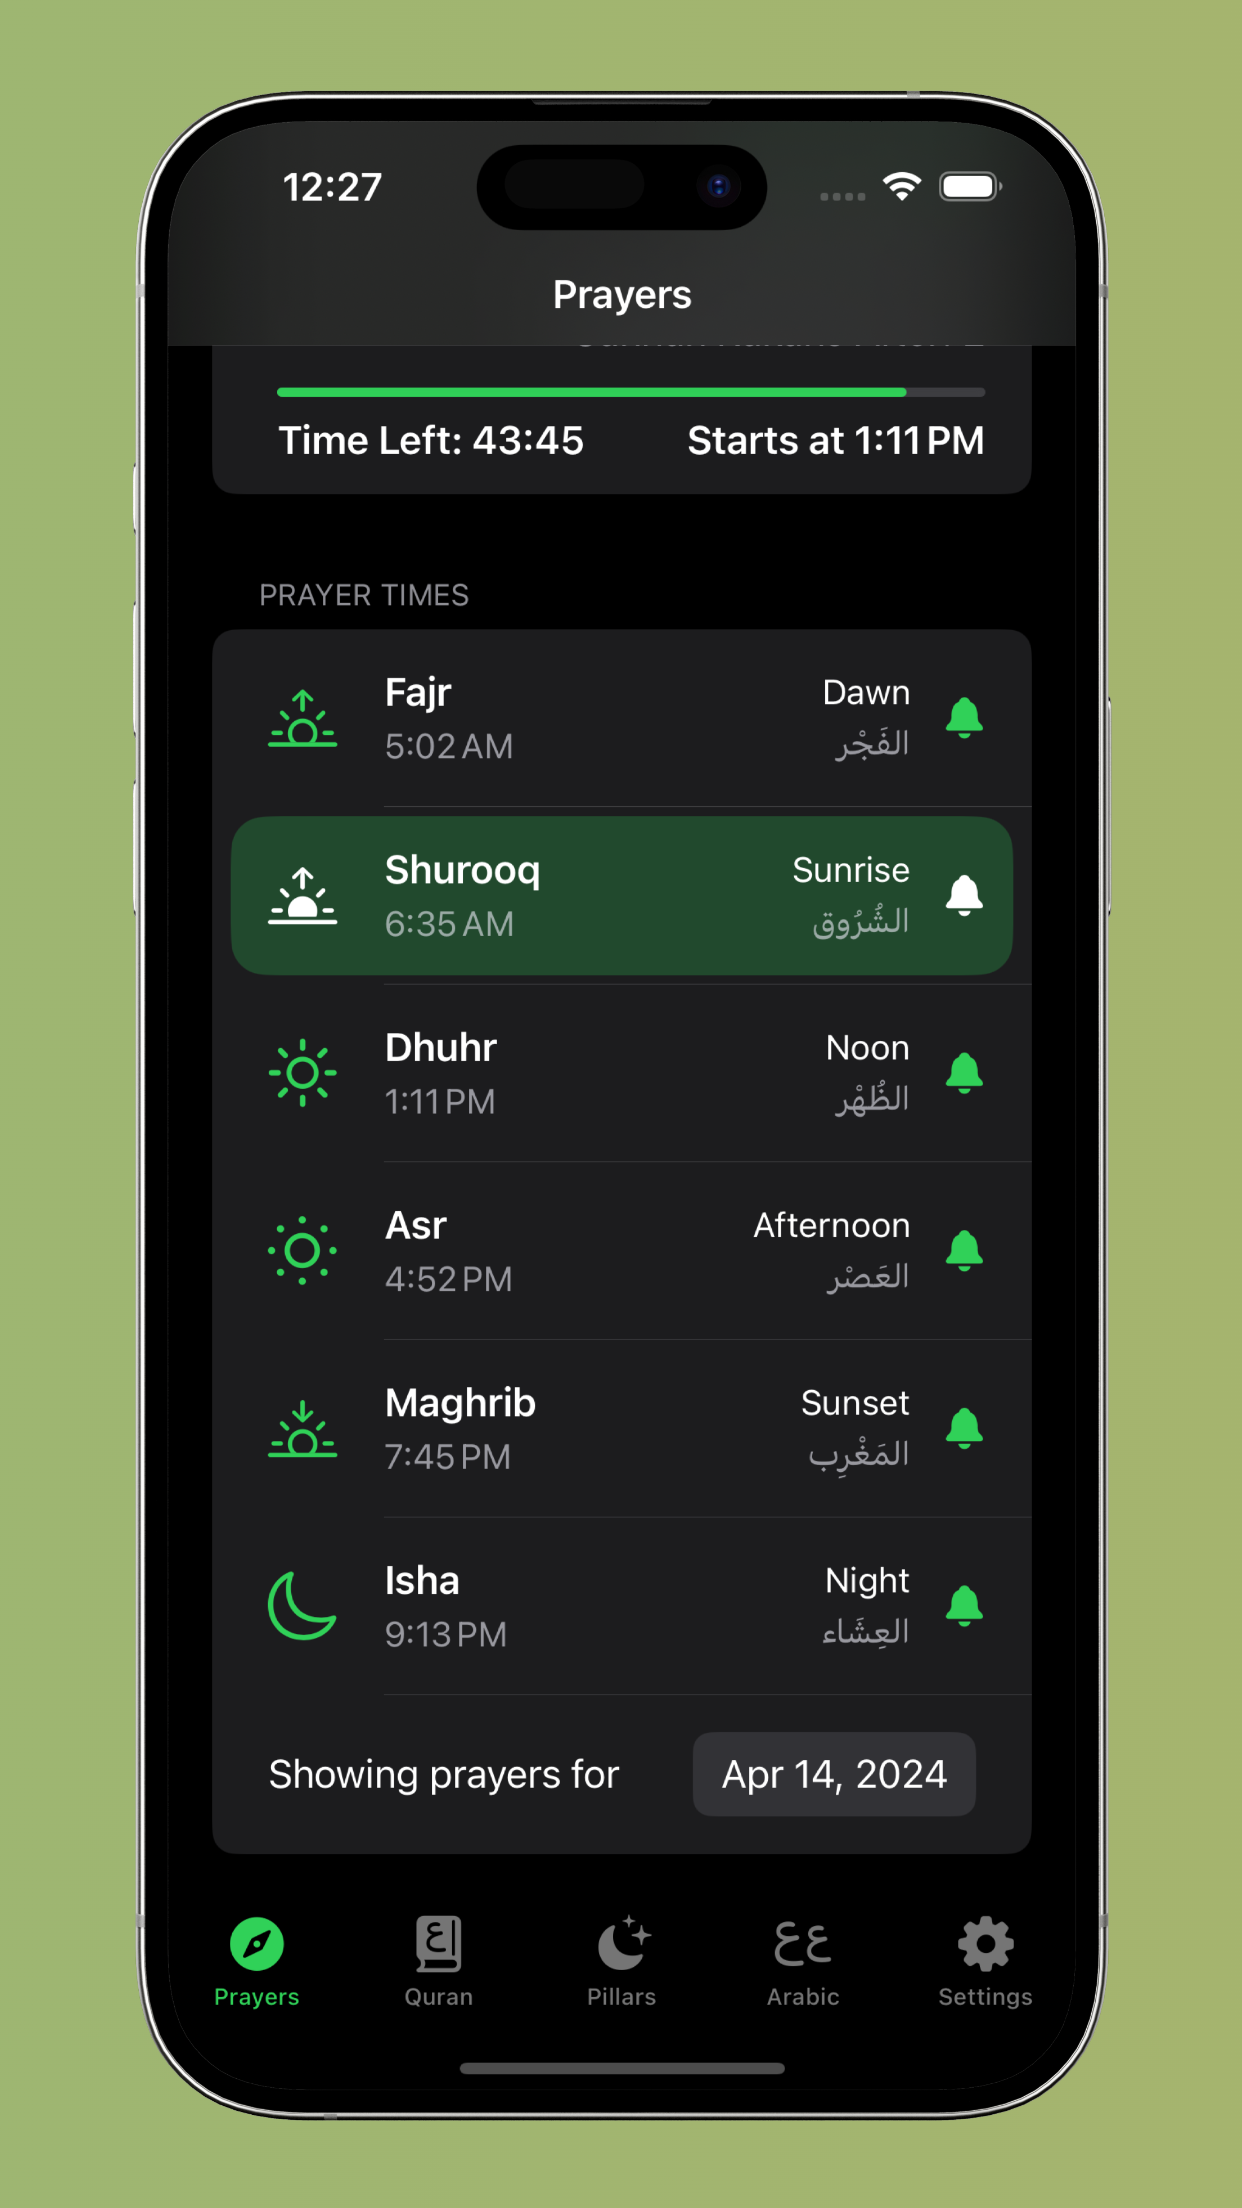 12:27
Prayers
Time Left: 43:45
Starts at 1:11 PM
PRAYER TIMES
Fajr
Dawn
5:02 AM
الفَجْر
Shurooq
Sunrise
6:35 AM
الشُرُوق
Dhuhr
Noon
1:11 PM
الظُهْر
Asr
Afternoon
4:52 PM
العَصْر
Maghrib
Sunset
7:45 PM
المَغْرِب
Isha
Night
9:13 PM
العِشَاء
Showing prayers for
Apr 14, 2024
ع
عع
Prayers
Quran
Pillars
Arabic
Settings